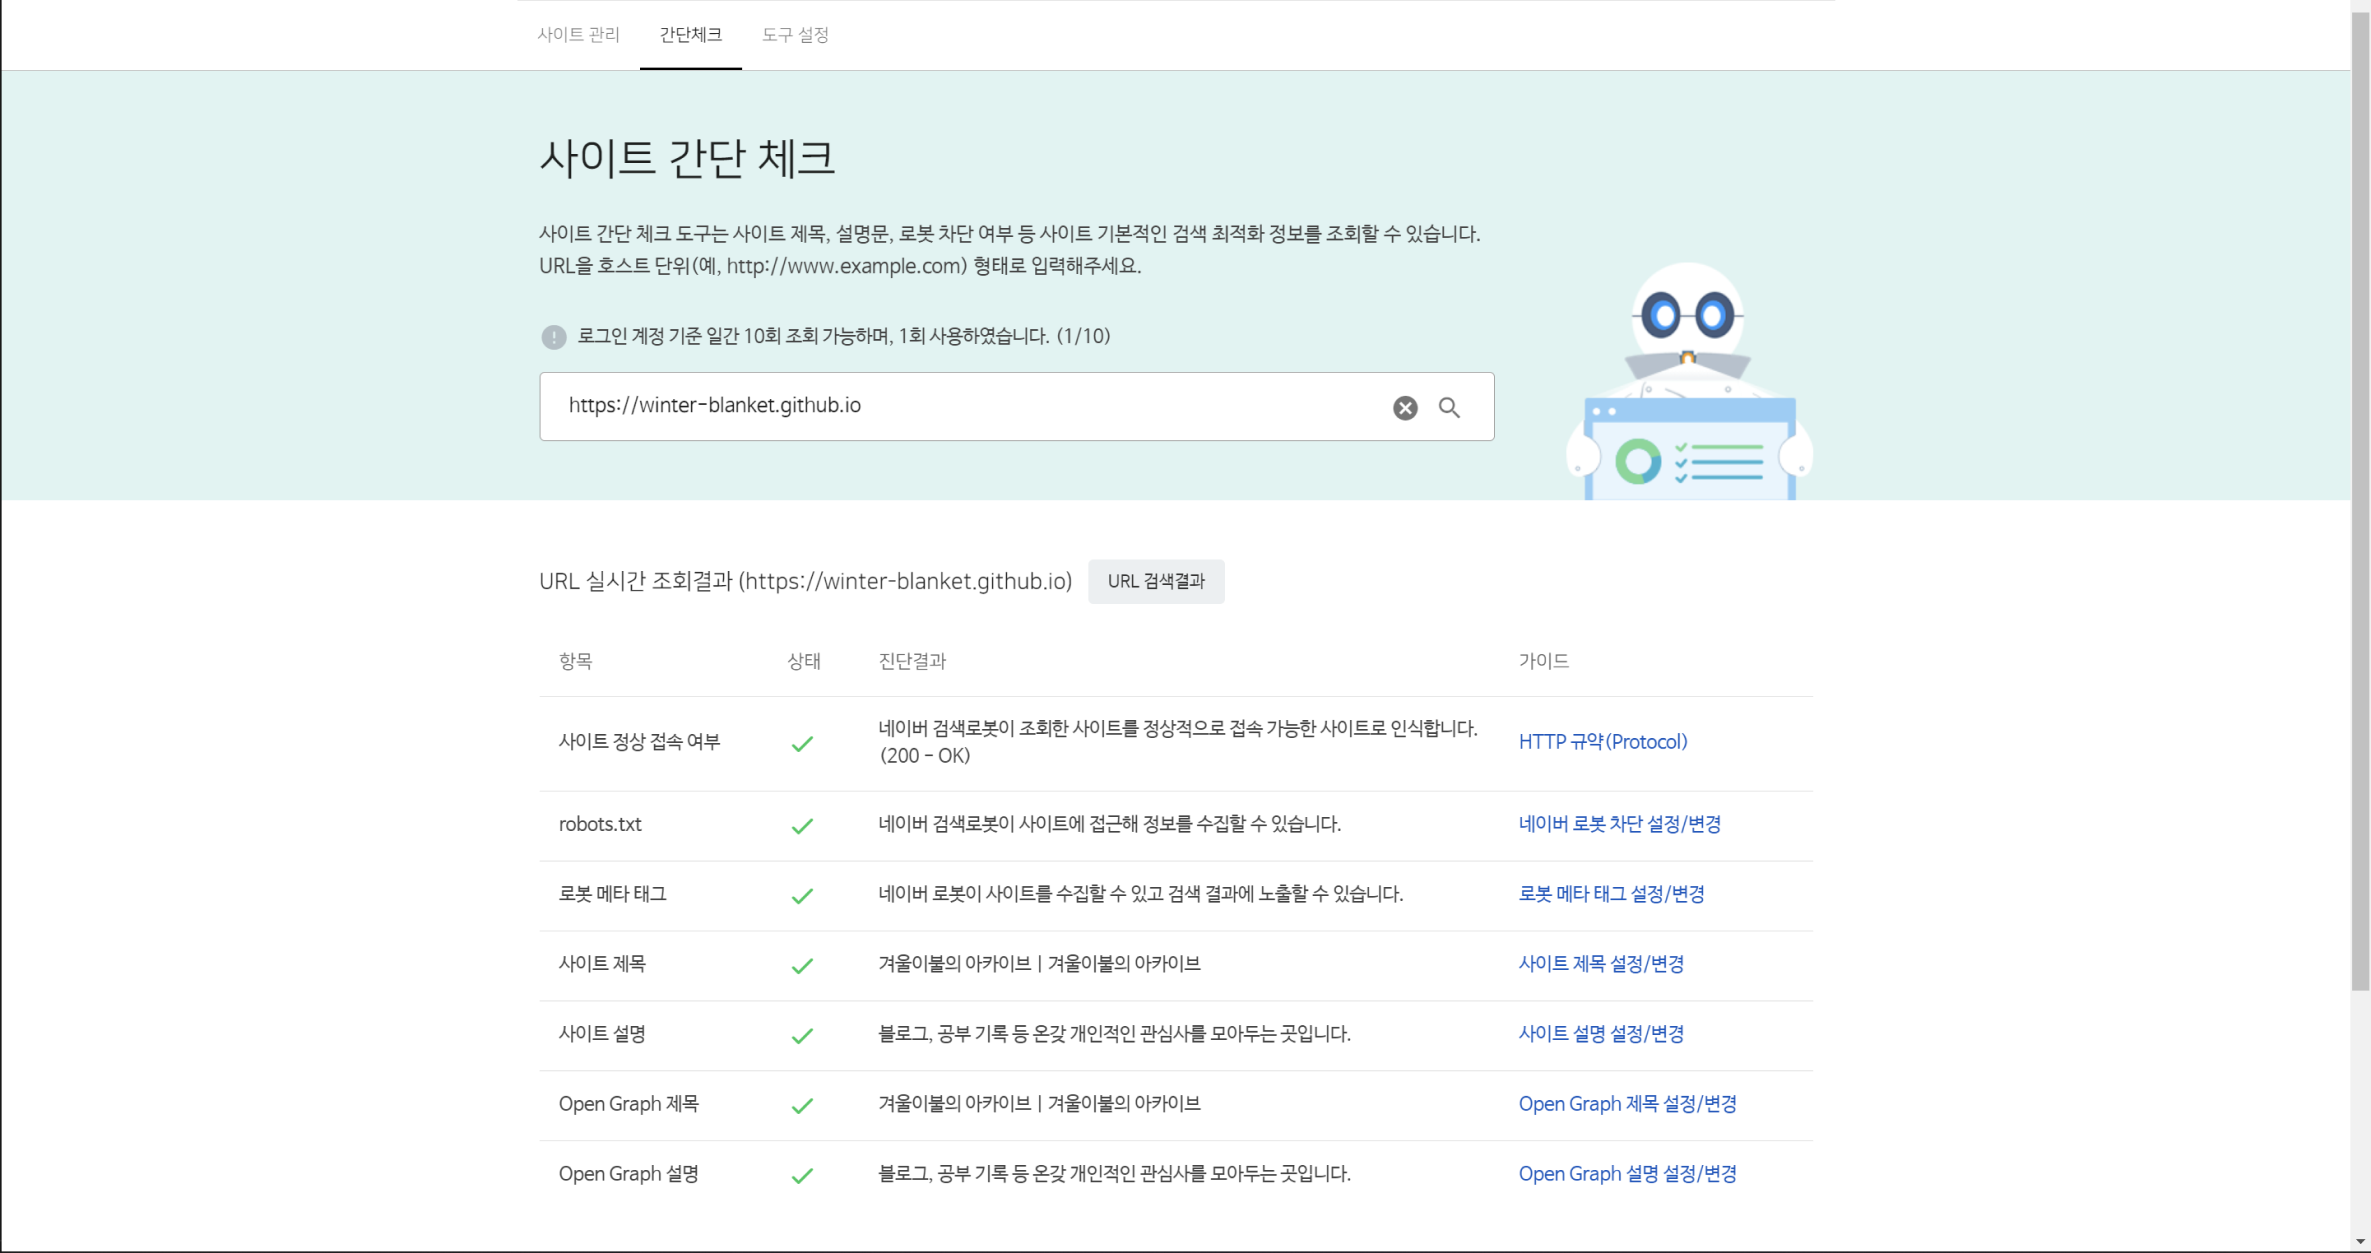 사이트 관리 간단체크 도구 설정
사이트 간단 체크
사이트 간단 체크 도구는 사이트 제목, 설명문, 로봇 차단 여부 등 사이트 기본적인 검색 최적화 정보를 조회할 수 있습니다.
URL을 호스트 단위(예, http://www.example.com) 형태로 입력해주세요.
로그인 계정 기준 일간 10회 조회 가능하며, 1회 사용하였습니다. (1/10)
https://winter-blanket.github.io
URL 실시간 조회결과 (https://winter-blanket.github.io) URL 검색결과
항목 상태 진단결과 가이드
사이트 정상 접속 여부 네이버 검색로봇이 조회한 사이트를 정상적으로 접속 가능한 사이트로 인식합니다. HTTP 규약(Protocol)
(200 - OK)
robots.txt 네이버 검색로봇이 사이트에 접근해 정보를 수집할 수 있습니다. 네이버 로봇 차단 설정/변경
로봇 메타 태그 네이버 로봇이 사이트를 수집할 수 있고 검색 결과에 노출할 수 있습니다. 로봇 메타 태그 설정/변경
사이트 제목 겨울이불의 아카이브 | 겨울이불의 아카이브 사이트 제목 설정/변경
사이트 설명 블로그, 공부 기록 등 온갖 개인적인 관심사를 모아두는 곳입니다. 사이트 설명 설정/변경
Open Graph 제목 겨울이불의 아카이브 | 겨울이불의 아카이브 Open Graph 제목 설정/변경
Open Graph 설명 블로그, 공부 기록 등 온갖 개인적인 관심사를 모아두는 곳입니다. Open Graph 설명 설정/변경